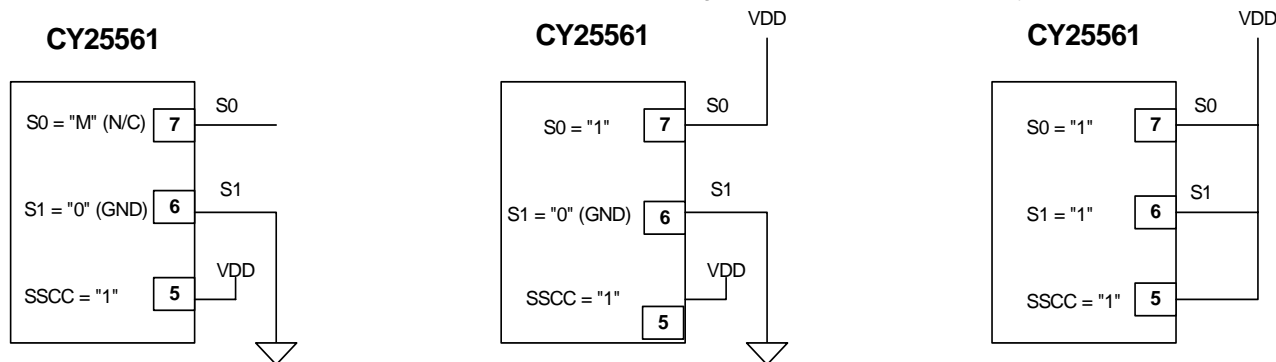 CY25561
S0 = "M" (N/C)
7
S0
S1 = "0" (GND)
6
S1
SSCC = "1"
5
VDD
CY25561
VDD
S0 = "1"
7
S0
S1 = "0" (GND)
6
S1
SSCC = "1"
5
VDD
CY25561
VDD
S0 = "1"
7
S0
S1 = "1"
6
S1
SSCC = "1"
5